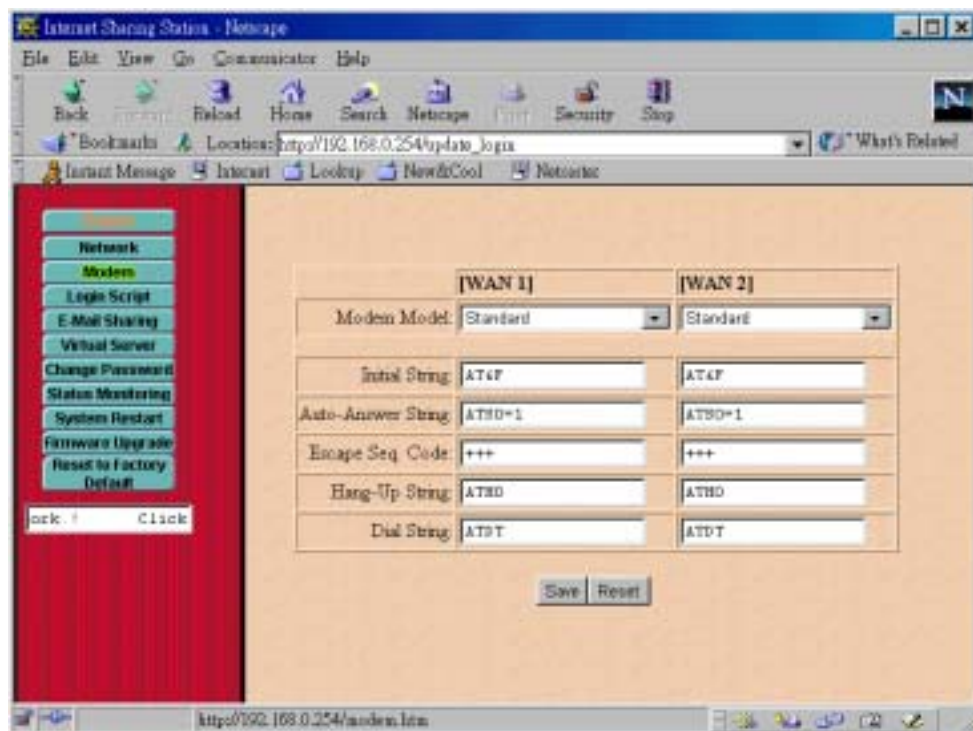 Internet Sharing Station - Netscape
File Edit View Go Communicator Help
Back Reload Home Search Netscape Print Security Stop
Bookmarks Location: http://192.168.0.254/update_login What's Related
Instant Message Internet Lookup New&Cool Netcaster
Network
Modem
Login Script
E-Mail Sharing
Virtual Server
Change Password
Status Monitoring
System Restart
Firmware Upgrade
Reset to Factory
Default
ork ! Click
[WAN 1] [WAN 2]
Modem Model: Standard Standard
Initial String: AT&F AT&F
Auto-Answer String: ATS0=1 ATS0=1
Escape Seq. Code: +++ +++
Hang-Up String: ATH0 ATH0
Dial String: ATDT ATDT
Save Reset
http://192.168.0.254/modem.htm